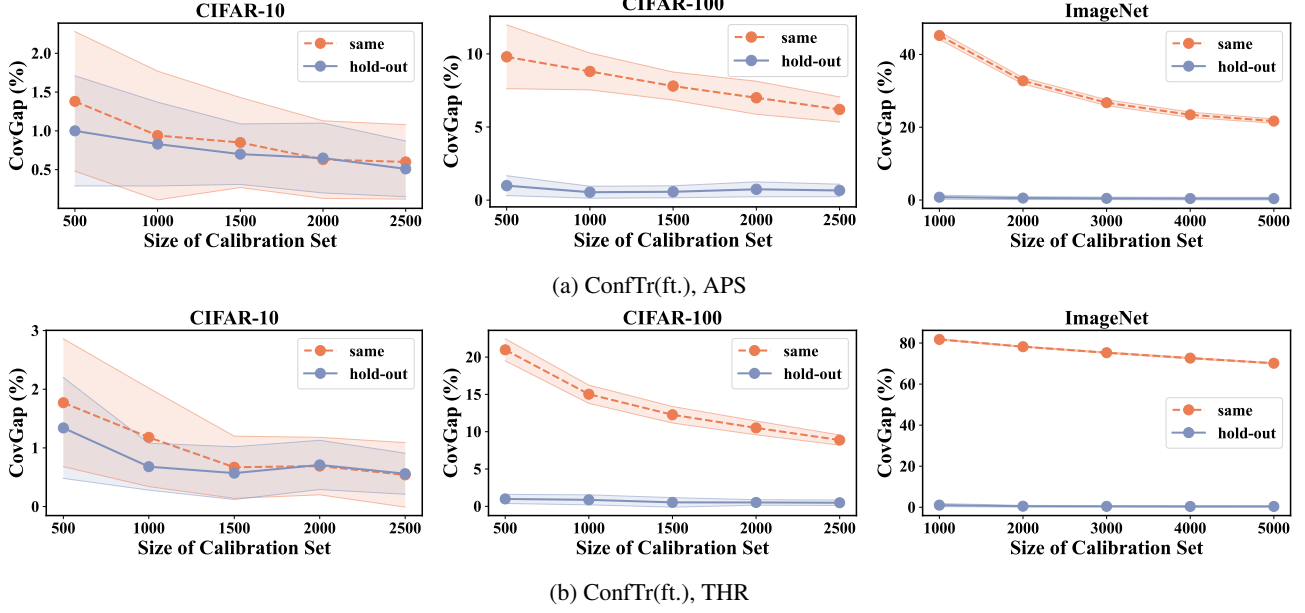 CIFAR-10
CIFAR-100
ImageNet
CovGap (%)
2.0
1.5
1.0
0.5
same
hold-out
500 1000 1500 2000 2500
Size of Calibration Set
CovGap (%)
10
5
0
same
hold-out
500 1000 1500 2000 2500
Size of Calibration Set
CovGap (%)
40
20
0
same
hold-out
1000 2000 3000 4000 5000
Size of Calibration Set
(a) ConfTr(ft.), APS
CIFAR-10
CIFAR-100
ImageNet
CovGap (%)
3
2
1
0
same
hold-out
500 1000 1500 2000 2500
Size of Calibration Set
CovGap (%)
20
15
10
5
0
same
hold-out
500 1000 1500 2000 2500
Size of Calibration Set
CovGap (%)
80
60
40
20
0
same
hold-out
1000 2000 3000 4000 5000
Size of Calibration Set
(b) ConfTr(ft.), THR